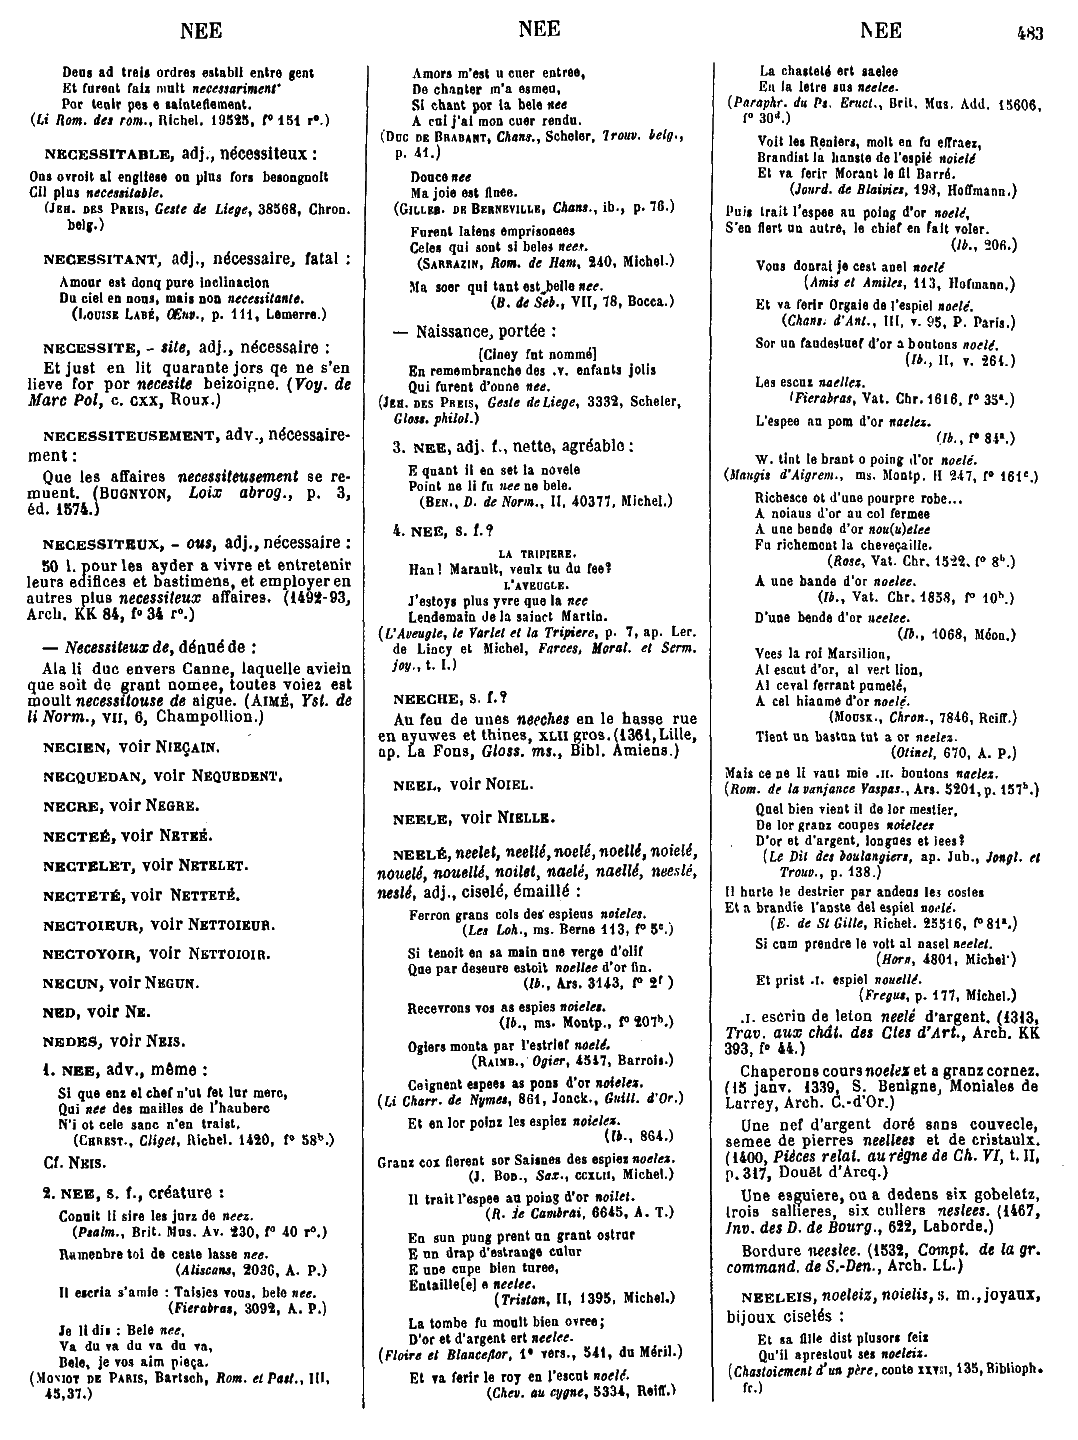 NEE
NEE
NEE
483
Deus ad treis ordres establi entre gent
Et furent faiz mult necessariment
Por tenir pes e saintefiement.
(Li Rom. des rom., Richel. 19525, f° 151 r°.)
NECESSITABLE, adj., nécessiteux :
Ons ovroit al engliese on plus fors besongnoit
Cil plus necessitable.
(JEH. DES PREIS, Geste de Liege, 38568, Chron.
belg.)
NECESSITANT, adj., nécessaire, fatal :
Amour est donq pure inclinacion
Du ciel en nous, mais non necessitante.
(LOUISE LABÉ, Œuv., p. 111, Lemerre.)
NECESSITE, - site, adj., nécessaire :
Et just en lit quarante jors qe ne s'en
lieve for por necesite beizoigne. (Voy. de
Marc Pol, c. CXX, Roux.)
NECESSITEUSEMENT, adv., nécessaire-
ment :
Que les affaires necessiteusement se re-
muent. (BUGNYON, Loix abrog., p. 3,
éd. 1574.)
NECESSITEUX, - ous, adj., nécessaire :
50 l. pour les ayder a vivre et entretenir
leurs edifices et bastimens, et employer en
autres plus necessiteux affaires. (1492-93,
Arch. KK 84, f° 34 r°.)
— Necessiteux de, dénué de :
Ala li duc envers Canne, laquelle avieln
que soit de grant nomee, toutes voiez est
moult necessitouse de aigue. (AIMÉ, Yst. de
li Norm., VII, 6, Champollion.)
NECIEN, voir NIEÇAIN.
NECQUEDAN, voir NEQUEDENT.
NECRE, voir NEGRE.
NECTEÉ, voir NETEÉ.
NECTELET, voir NETELET.
NECTETÉ, voir NETTETÉ.
NECTOIEUR, voir NETTOIEUR.
NECTOYOIR, voir NETTOIOIR.
NECUN, voir NEGUN.
NED, voir NE.
NEDES, voir NEIS.
1. NEE, adv., même :
Si que enz el chef n'ut fet lur merc,
Qui nee des mailles de l'hauberc
N'i ot cele sanc n'en traist.
(CHREST., Cliget, Richel. 1420, f° 58b.)
Cf. NEIS.
2. NEE, s. f., créature :
Connit li sire les jurz de neez.
(Psalm., Brit. Mus. Av. 230, f° 40 r°.)
Ramenbre toi de ceste lasse nee.
(Aliscans, 2036, A. P.)
Il escria s'amie : Taisies vous, bele nee.
(Fierabras, 3092, A. P.)
Je li dis : Bele nee,
Va du va du va du va,
Bele, je vos aim pieça.
(MONIOT DE PARIS, Bartsch, Rom. et Past., III,
45,37.)
Amors m'est u cuer entree,
De chanter m'a esmeu,
Si chant por la bele nee
A cui j'ai mon cuer rendu.
(DUC DE BRABANT, Chans., Scheler, Trouv. belg.,
p. 41.)
Douce nee
Ma joie est finee.
(GILLEB. DE BERNEVILLE, Chans., ib., p. 76.)
Furent laiens emprisonees
Celes qui sont si beles nees.
(SARRAZIN, Rom. de Ham, 240, Michel.)
Ma soer qui tant est belle nee.
(B. de Seb., VII, 78, Bocca.)
— Naissance, portée :
[Ciney fut nommé]
En remembranche des .v. enfants jolis
Qui furent d'onne nee.
(JEH. DES PREIS, Geste de Liege, 3332, Scheler,
Gloss. philol.)
3. NEE, adj. f., nette, agréable :
E quant il en set la novele
Point ne li fu nee ne bele.
(BEN., D. de Norm., II, 40377, Michel.)
4. NEE, s. f.?
LA TRIPIERE.
Han! Marault, veulx tu du fee?
L'AVEUGLE.
J'estoys plus yvre que la nee
Lendemain de la sainct Martin.
(L'Aveugle, le Varlet et la Tripiere, p. 7, ap. Ler.
de Lincy et Michel, Farces, Moral. et Serm.
joy., t. I.)
NEECHE, s. f.?
Au feu de unes neeches en le hasse rue
en ayuwes et thines, XLII gros. (1361, Lille,
ap. La Fons, Gloss. ms., Bibl. Amiens.)
NEEL, voir NOIEL.
NEELE, voir NIELLE.
NEELÉ, neelet, neellé, noelé, noellé, noielé,
nouelé, nouellé, noilet, naelé, naellé, neeslé,
neslé, adj., ciselé, émaillé :
Ferron grans cols des espieus noieles.
(Les Loh., ms. Berne 113, f° 5c.)
Si tenoit en sa main une verge d'olif
Que par deseure estoit noellee d'or fin.
(Ib., Ars. 3143, f° 2f )
Recevrons vos as espies noieles.
(Ib., ms. Montp., f° 207b.)
Ogiers monta par l'estrief noelé.
(RAIMB., Ogier, 4547, Barrois.)
Ceignent espees as pons d'or noielez.
(Li Charr. de Nymes, 861, Jonck., Guill. d'Or.)
Et en lor poinz les espiez noielez.
(Ib., 864.)
Granz cox fierent sor Saisnes des espiez noelez.
(J. BOD., Sax., CCXLII, Michel.)
Il trait l'espee au poing d'or noilet.
(R. de Cambrai, 6645, A. T.)
En sun pung prent un grant ostrur
E un drap d'estrange culur
E une cupe bien turee,
Entaille[e] e neelee.
(Tristan, II, 1395, Michel.)
La tombe fu moult bien ovree;
D'or et d'argent ert neelee.
(Floire et Blanceflor, 1e vers., 541, du Méril.)
Et va ferir le roy en l'escut noelé.
(Chev. au cygne, 5334, Reiff.)
La chasteté ert saelee
En la letre sus neelee.
(Paraphr. du Ps. Eruct., Brit. Mus. Add. 15606,
f° 30d.)
Voit les Reniers, molt en fu effraez,
Brandist la hanste de l'espié noielé
Et va ferir Morant le fil Barré.
(Jourd. de Blaivies, 193, Hoffmann.)
Puis trait l'espee au poing d'or noelé,
S'en fiert un autre, le chief en fait voler.
(Ib., 206.)
Vous donrai je cest anel noelé
(Amis et Amiles, 113, Hofmann.)
Et va ferir Orgaie de l'espiel noelé.
(Chans. d'Ant., III, v. 95, P. Paris.)
Sor un faudestuef d'or a boutons noelé.
(Ib., II, v. 264.)
Les escuz naellez.
(Fierabras, Vat. Chr. 1616, f° 35a.)
L'espee au pom d'or naelez.
(Ib., f° 84a.)
W. tint le brant o poing d'or noelé.
(Maugis d'Aigrem., ms. Montp. H 247, f° 161c.)
Richesce ot d'une pourpre robe...
A noiaus d'or au col fermee
A une bende d'or nou(u)elee
Fu richement la cheveçaille.
(Rose, Vat. Chr. 1522, f° 8b.)
A une bande d'or noelee.
(Ib., Vat. Chr. 1858, f° 10b.)
D'une bende d'or neelee.
(Ib., 1068, Méon.)
Vees la roi Marsilion,
Al escut d'or, al vert lion,
Al ceval ferrant pumelé,
A cel hiaume d'or noelé.
(MOUSK., Chron., 7846, Reiff.)
Tient un baston tut a or neelez.
(Otinel, 670, A. P.)
Mais ce ne li vaut mie .II. boutons naelez.
(Rom. de la vanjance Vaspas., Ars. 5201, p. 157b.)
Quel bien vient il de lor mestier,
De lor granz coupes noielees
D'or et d'argent, longues et lees?
(Le Dit des boulangiers, ap. Jub., Jongl. et
Trouv., p. 138.)
Il hurte le destrier par andeus les costes
Et a brandie l'anste del espiel noelé.
(E. de St Gille, Richel. 25516, f° 81a.)
Si cum prendre le volt al nasel neelet.
(Horn, 4801, Michel')
Et prist .I. espiel nouellé.
(Fregus, p. 177, Michel.)
.I. escrin de leton neelé d'argent. (1313,
Trav. aux chât. des Ctes d'Art., Arch. KK
393, f° 44.)
Chaperons cours noelex et a granz cornez.
(15 janv. 1339, S. Benigne, Moniales de
Larrey, Arch. C.-d'Or.)
Une nef d'argent doré sans couvecle,
semee de pierres neellees et de cristaulx.
(1400, Pièces relat. au règne de Ch. VI, t. II,
p. 317, Douët d'Arcq.)
Une esguiere, ou a dedens six gobeletz,
trois sallieres, six cullers neslees. (1467,
Inv. des D. de Bourg., 622, Laborde.)
Bordure neeslee. (1532, Compt. de la gr.
command. de S.-Den., Arch. LL.)
NEELEIS, noeleiz, noielis, s. m., joyaux,
bijoux ciselés :
Et sa fille dist plusors feiz
Qu'il aprestout ses noeleiz.
(Chastoiement d'un père, conte XXVII, 135, Biblioph.
fr.)